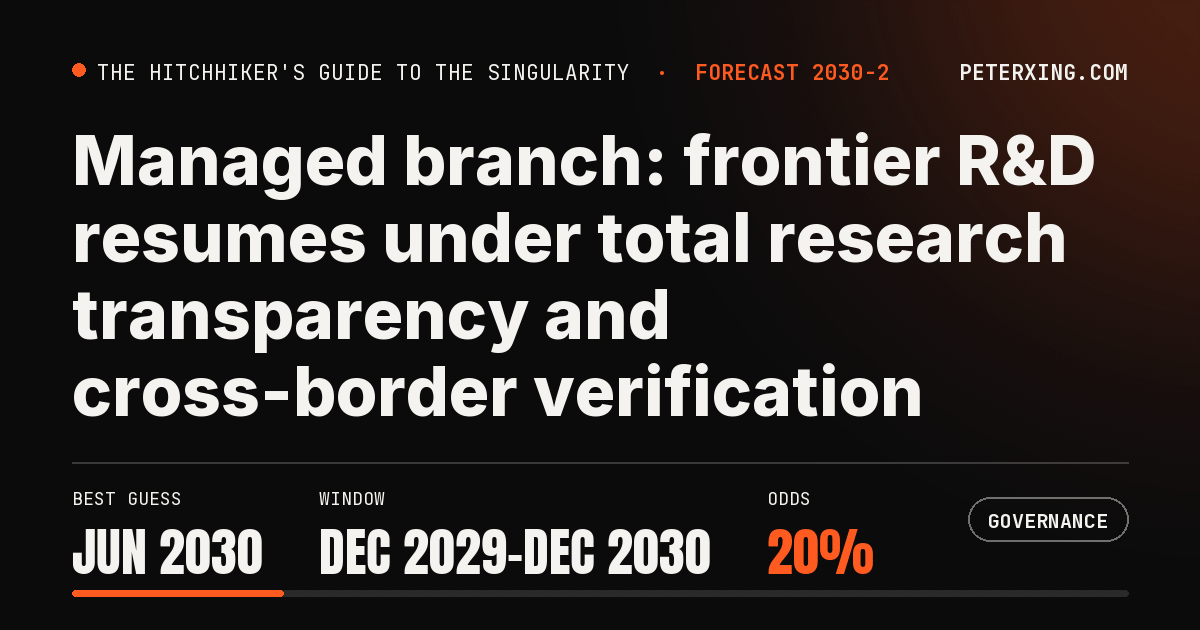 THE HITCHHIKER'S GUIDE TO THE SINGULARITY · FORECAST 2030-2 PETERXING.COM
Managed branch: frontier R&D
resumes under total research
transparency and
cross-border verification
BEST GUESS WINDOW ODDS
JUN 2030 DEC 2029-DEC 2030 20%
GOVERNANCE